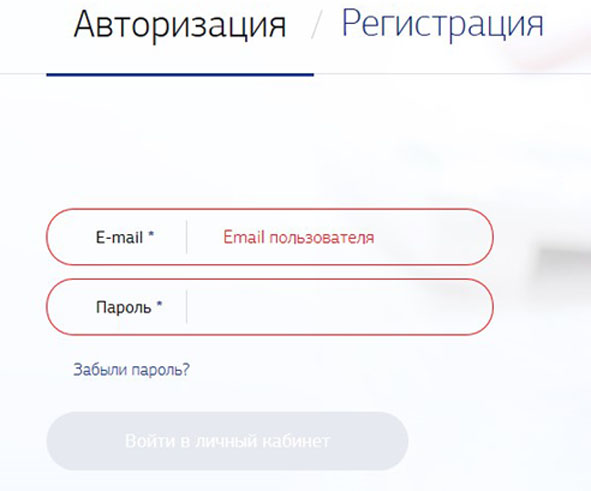 Авторизация / Регистрация
E-mail * Email пользователя
Пароль *
Забыли пароль?
Войти в личный кабинет